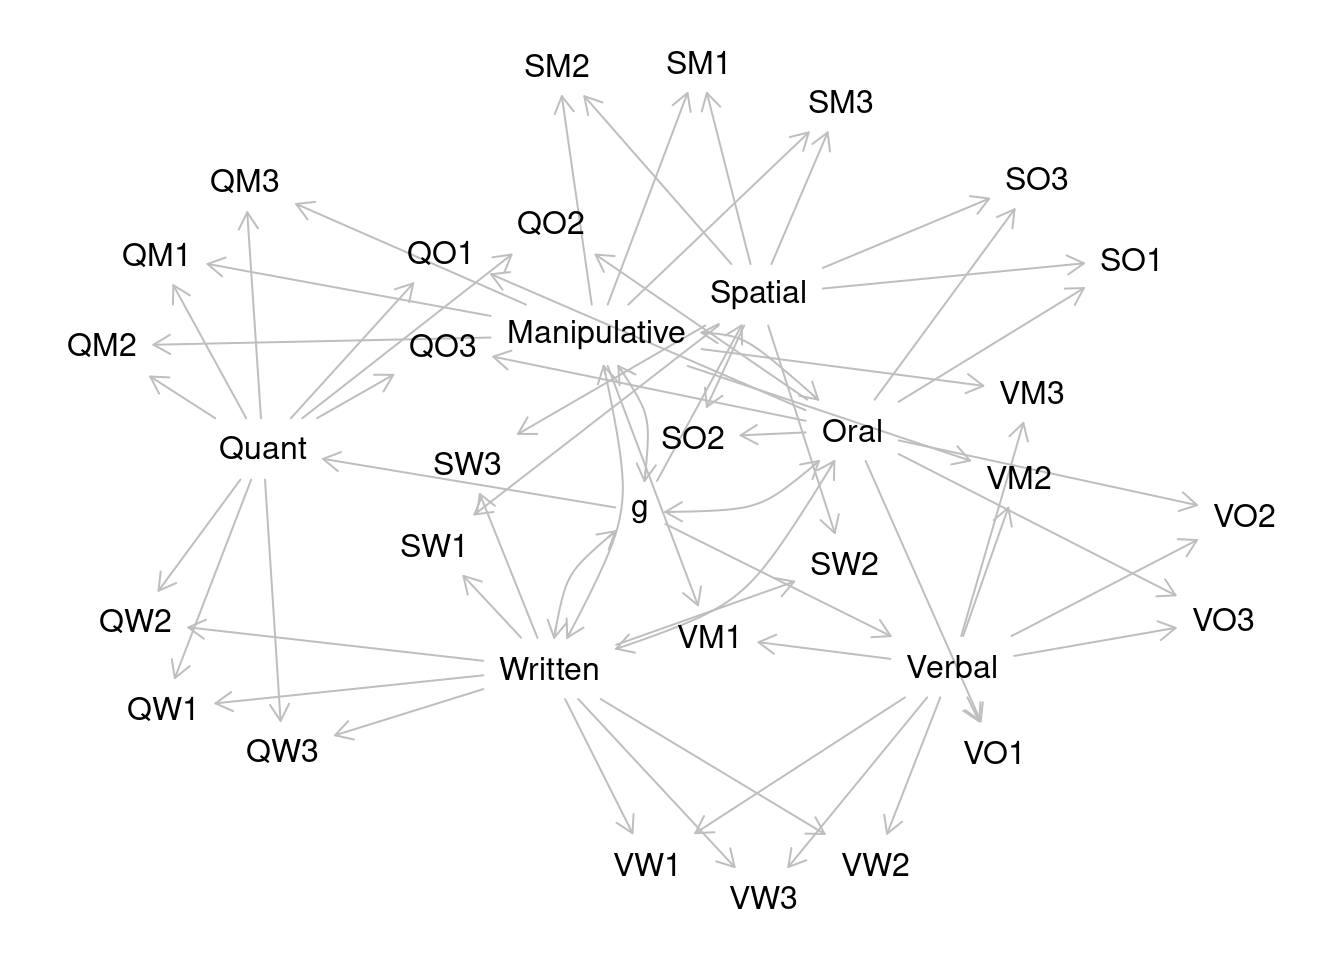 SM1
SM2
SM3
SO3
QM3
QO2
QO1
QM1
SO1
Spatial
Manipulative
QM2
QO3
VM3
Oral
SO2
Quant
SW3
VM2
g
VO2
SW1
SW2
QW2
VO3
VM1
Verbal
Written
QW1
QW3
VO1
VW1
VW2
VW3